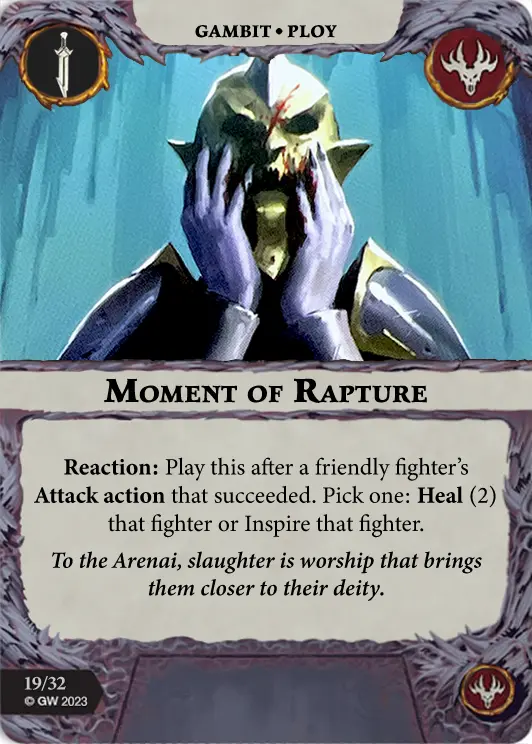 GAMBIT • PLOY
MOMENT OF RAPTURE
Reaction: Play this after a friendly fighter's
Attack action that succeeded. Pick one: Heal (2)
that fighter or Inspire that fighter.
To the Arenai, slaughter is worship that brings
them closer to their deity.
19/32
© GW 2023